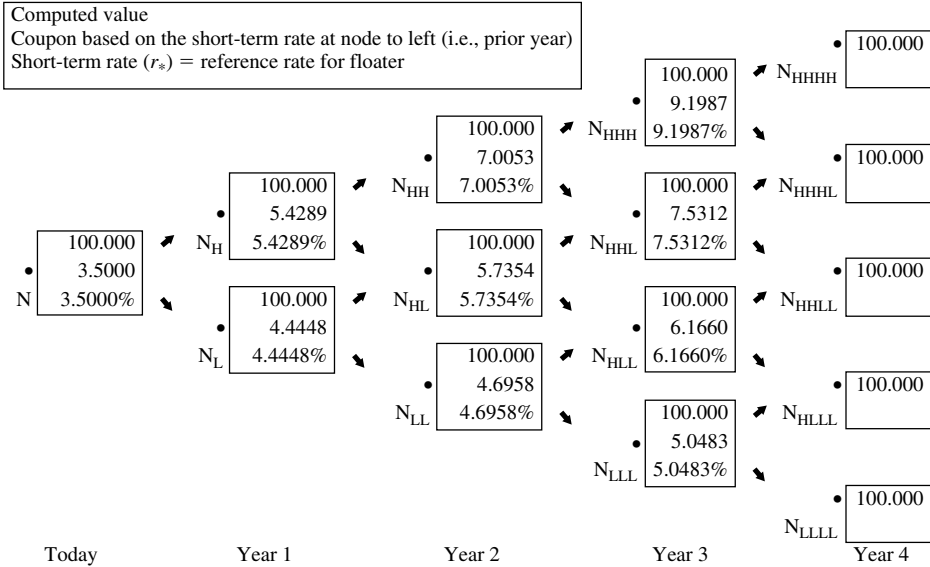 Computed value
Coupon based on the short-term rate at node to left (i.e., prior year)
Short-term rate (r*) = reference rate for floater
100.000
3.5000
N 3.5000%
100.000
5.4289
N_H 5.4289%
100.000
4.4448
N_L 4.4448%
100.000
7.0053
N_HH 7.0053%
100.000
5.7354
N_HL 5.7354%
100.000
4.6958
N_LL 4.6958%
100.000
9.1987
N_HHH 9.1987%
100.000
7.5312
N_HHL 7.5312%
100.000
6.1660
N_HLL 6.1660%
100.000
5.0483
N_LLL 5.0483%
100.000
N_HHHH
100.000
N_HHHL
100.000
N_HHLL
100.000
N_HLLL
100.000
N_LLLL
Today Year 1 Year 2 Year 3 Year 4